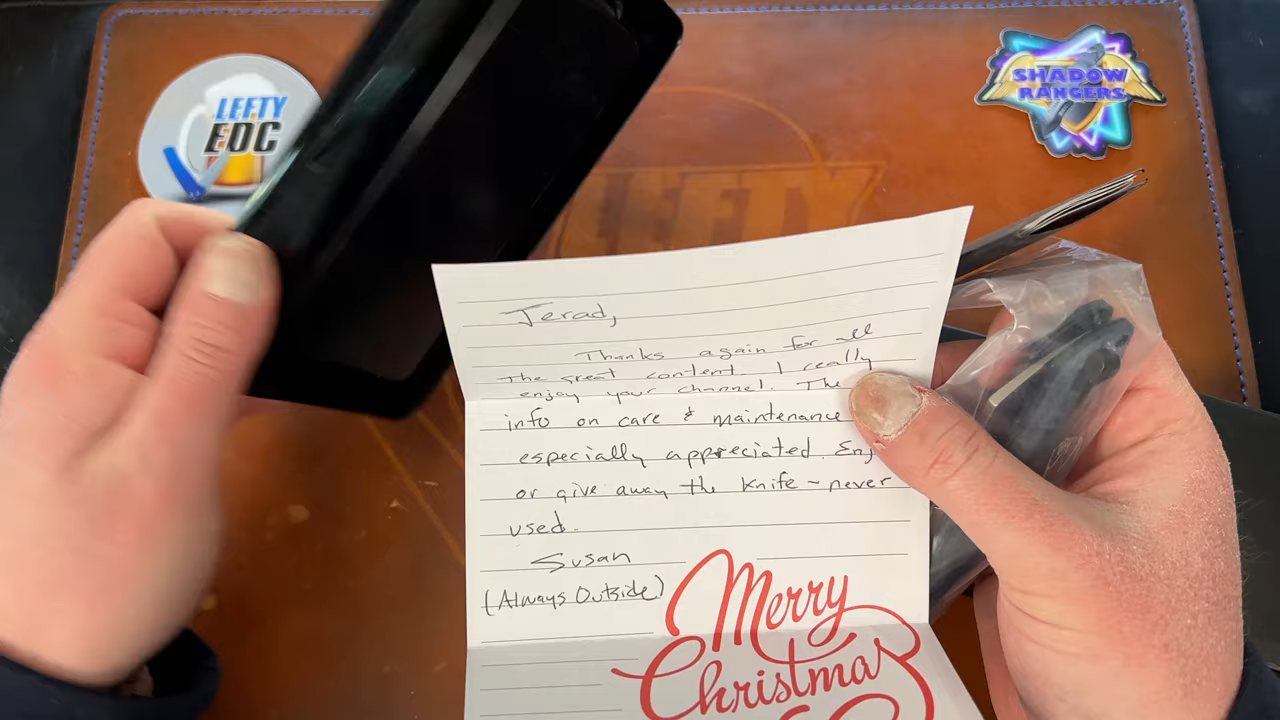 LEFTY
EDC
SHADOW
RANGERS
LEFTY
Jerad,
Thanks again for all
the great content. I really
enjoy your channel. The
info on care & maintenance
especially appreciated.
or give away the knife - never
used.
Susan
(Always Outside)
Merry
Christmas